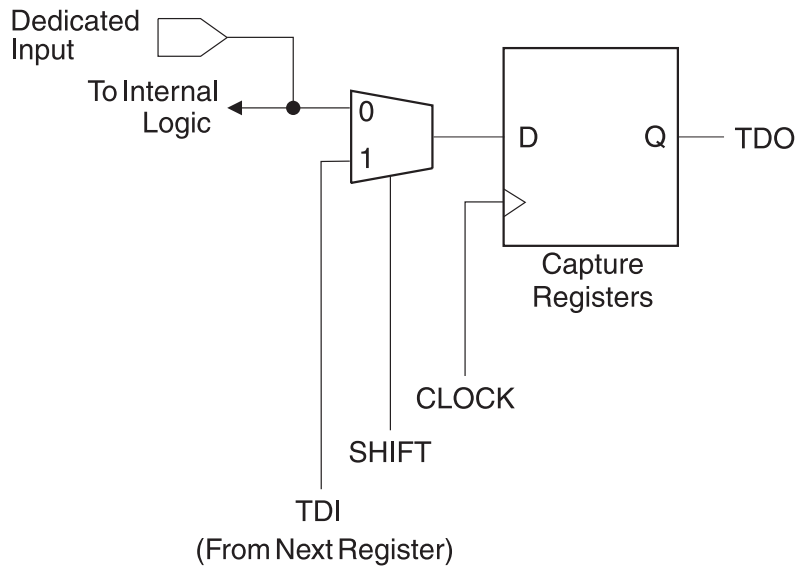 Dedicated
Input
To Internal
Logic
0
1
D
Q
TDO
Capture
Registers
CLOCK
SHIFT
TDI
(From Next Register)